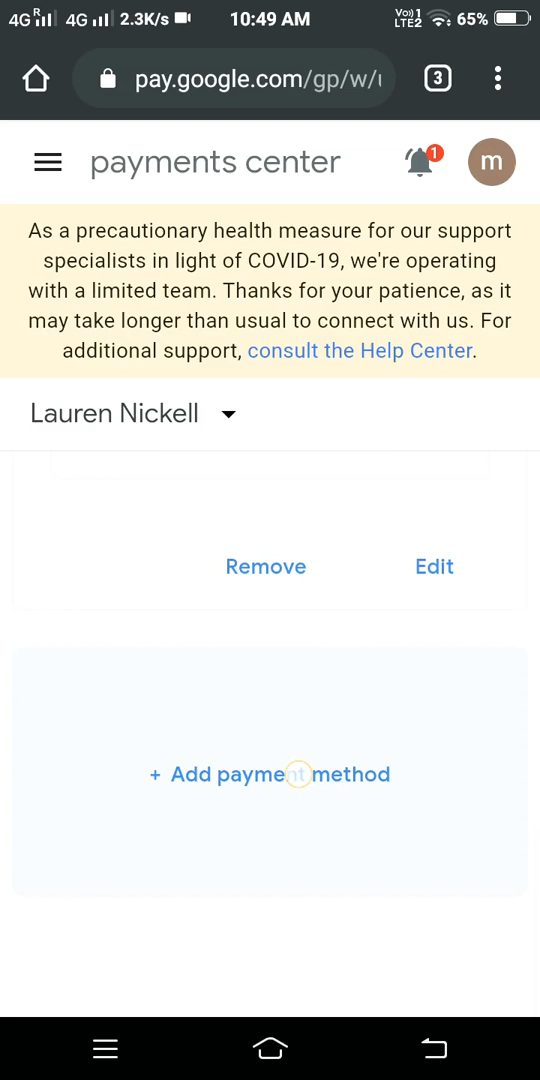 4G R 4G 2.3K/s 10:49 AM Vo)) 1 LTE2 65%
pay.google.com/gp/w/u 3
payments center 1 m
As a precautionary health measure for our support
specialists in light of COVID-19, we're operating
with a limited team. Thanks for your patience, as it
may take longer than usual to connect with us. For
additional support, consult the Help Center.
Lauren Nickell
Remove Edit
+ Add payment method